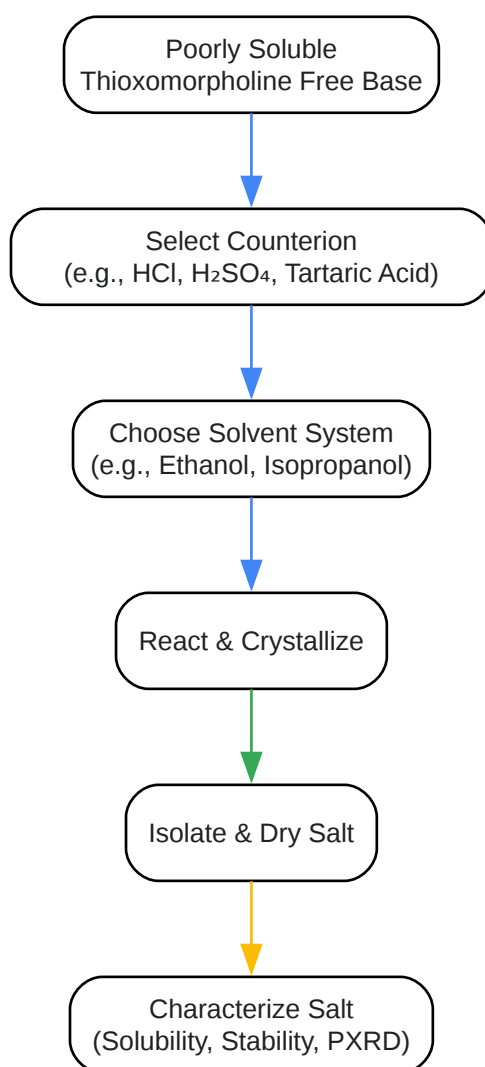 Poorly Soluble
Thioxomorpholine Free Base
Select Counterion
(e.g., HCl, H₂SO₄, Tartaric Acid)
Choose Solvent System
(e.g., Ethanol, Isopropanol)
React & Crystallize
Isolate & Dry Salt
Characterize Salt
(Solubility, Stability, PXRD)